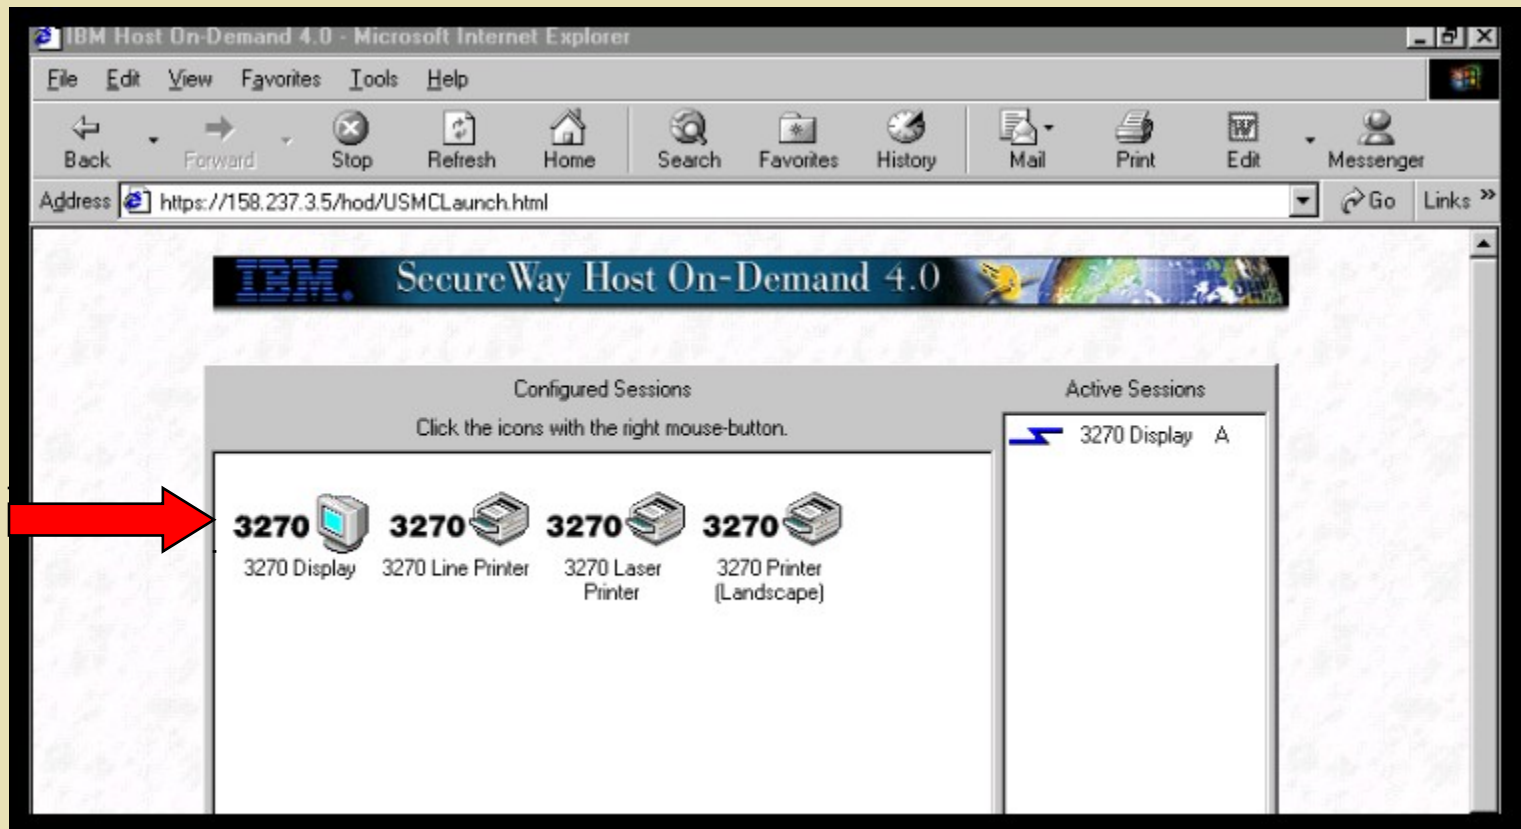 IBM Host On-Demand 4.0 - Microsoft Internet Explorer
File Edit View Favorites Tools Help
Back Forward Stop Refresh Home Search Favorites History Mail Print Edit Messenger
Address https://158.237.3.5/hod/USMCLaunch.html Go Links »
IBM. SecureWay Host On-Demand 4.0
Configured Sessions
Click the icons with the right mouse-button.
3270 3270 3270 3270
3270 Display
3270 Line Printer
3270 Laser
Printer
3270 Printer
(Landscape)
Active Sessions
3270 Display A